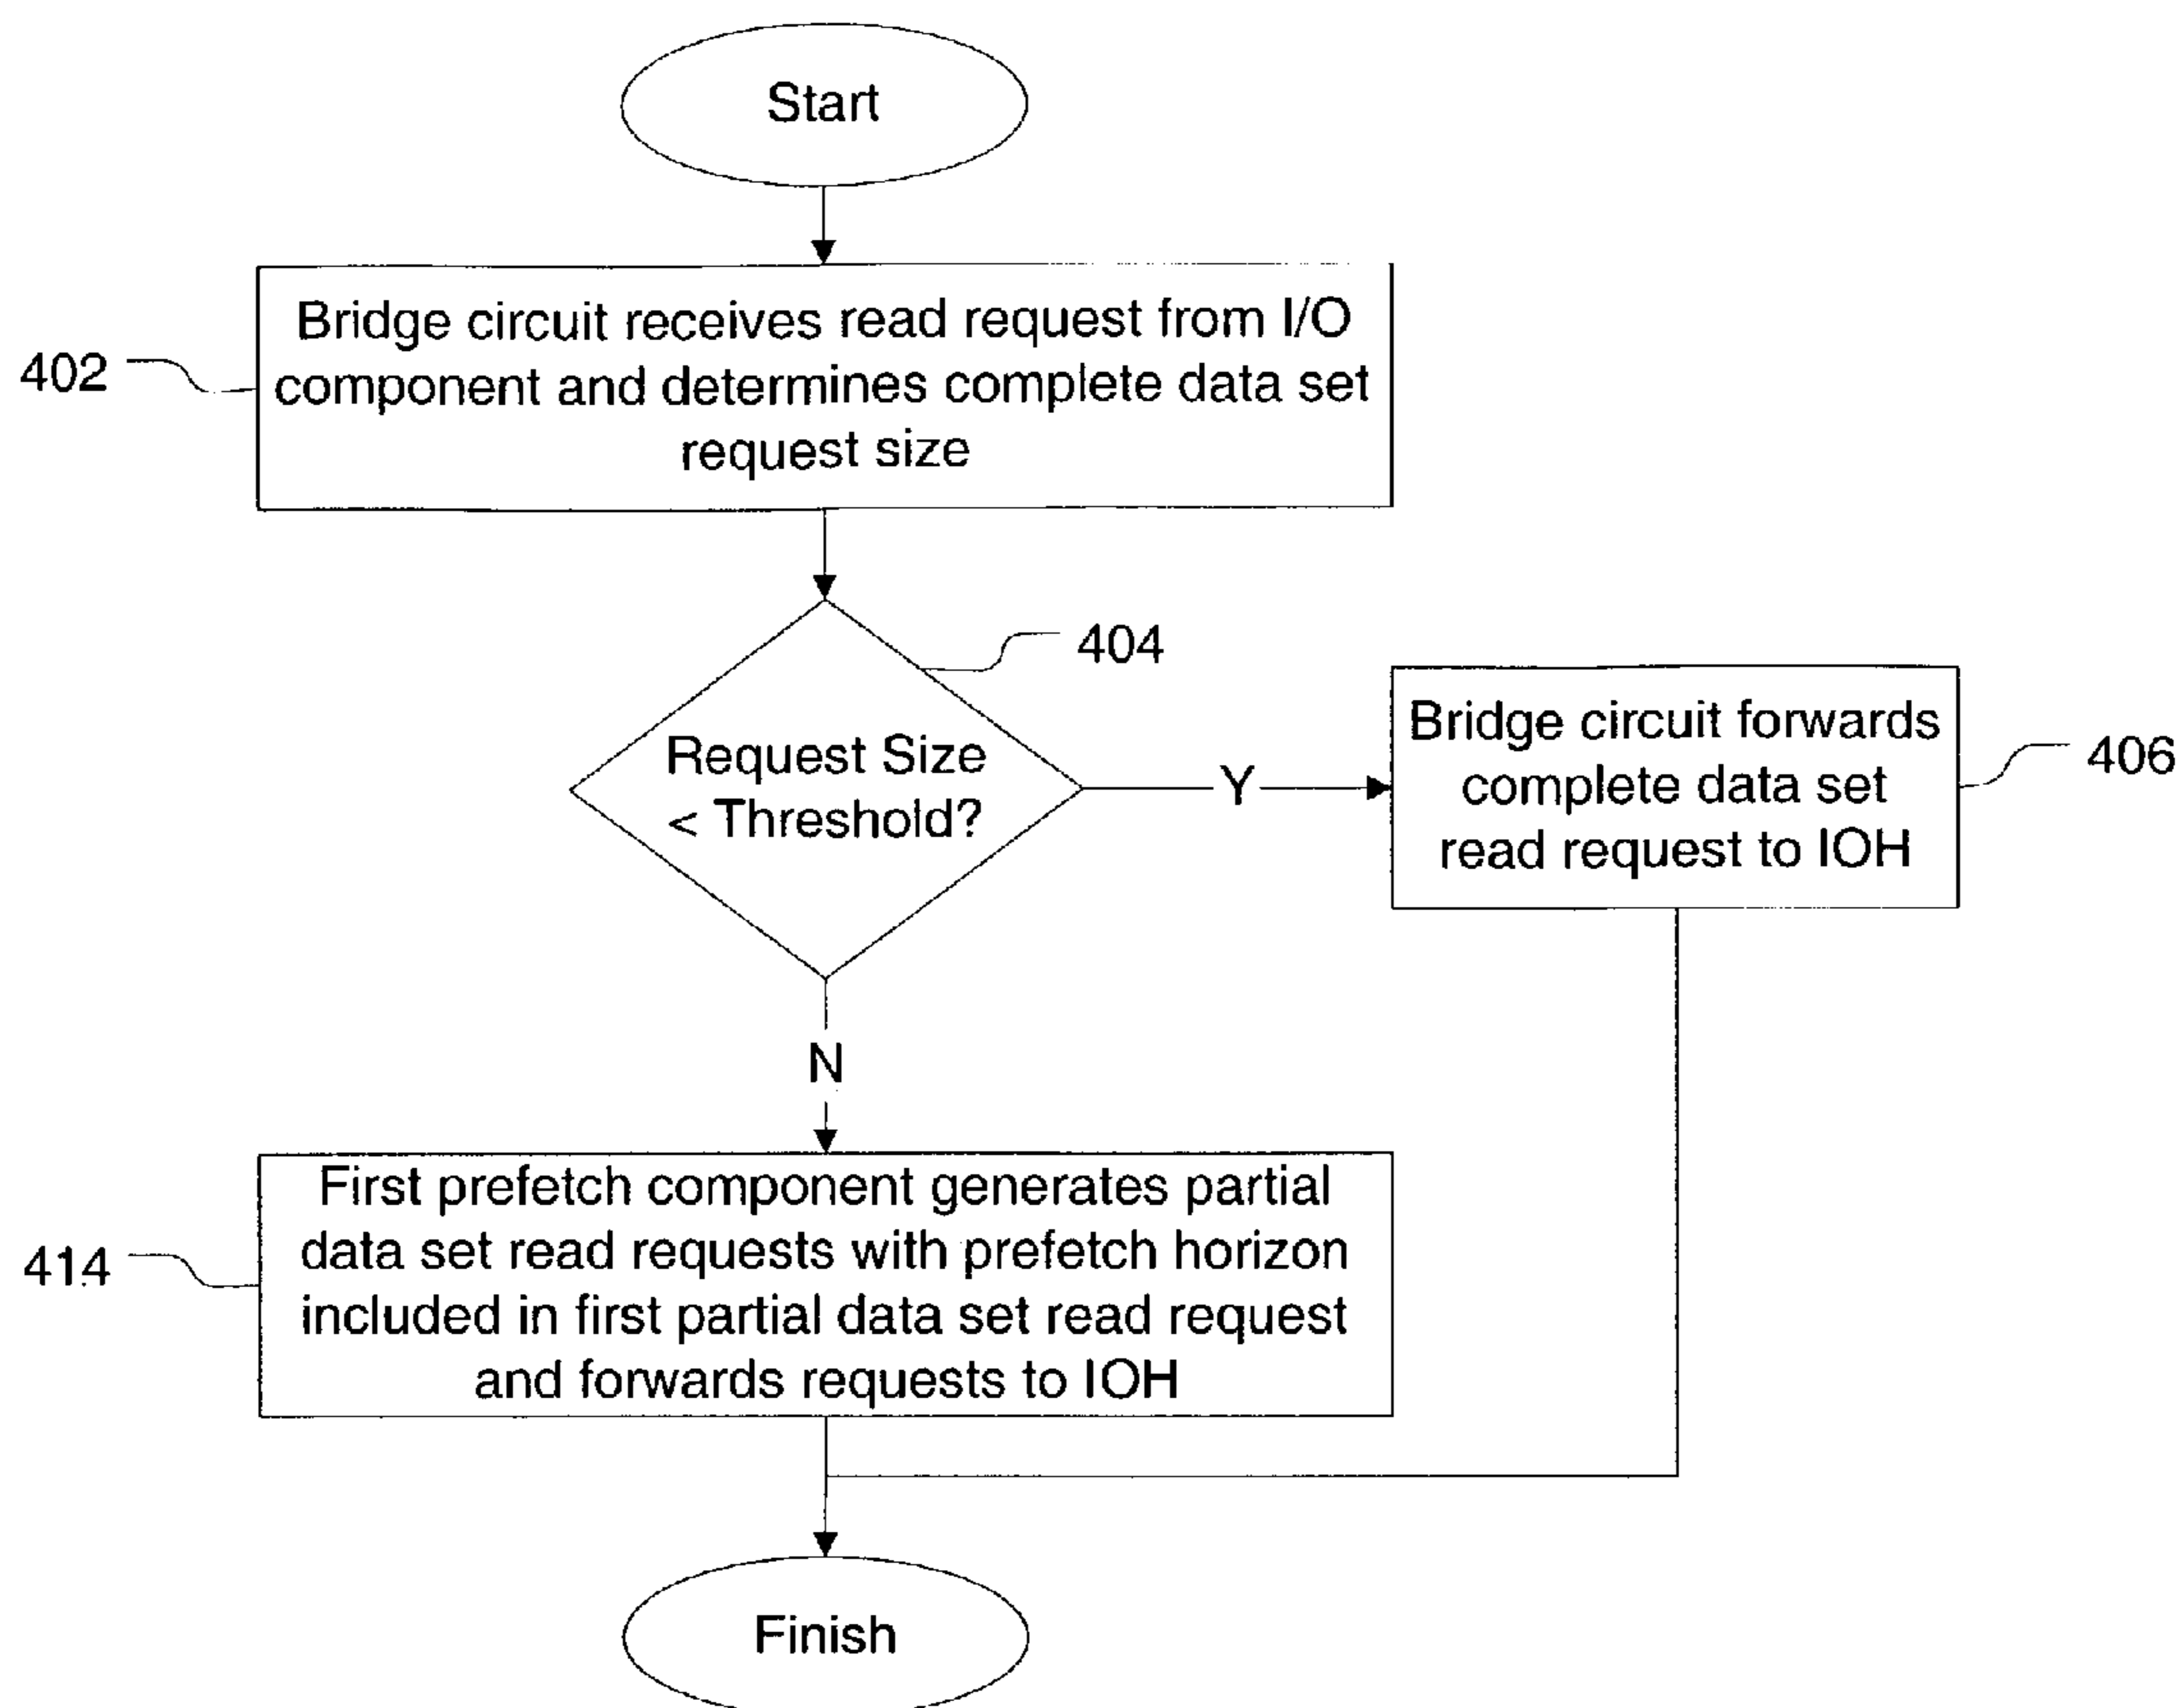 Start
402
Bridge circuit receives read request from I/O
component and determines complete data set
request size
404
Request Size
< Threshold?
Y
Bridge circuit forwards
complete data set
read request to IOH
406
N
414
First prefetch component generates partial
data set read requests with prefetch horizon
included in first partial data set read request
and forwards requests to IOH
Finish